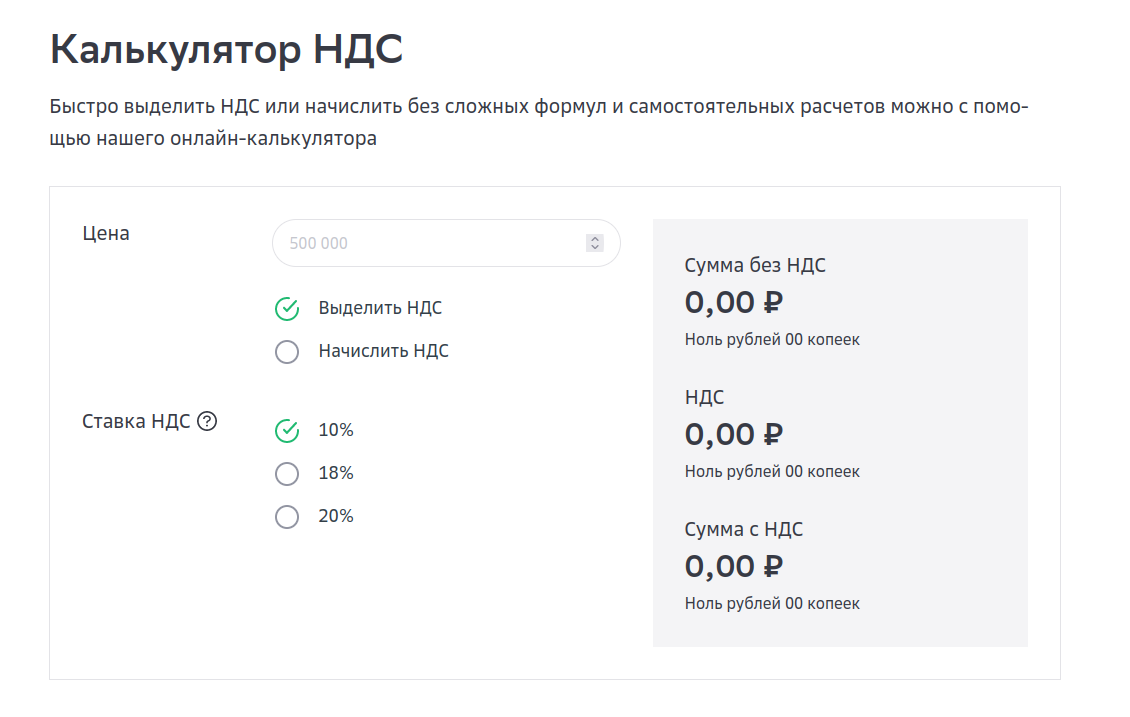 Калькулятор НДС
Быстро выделить НДС или начислить без сложных формул и самостоятельных расчетов можно с помо-
щью нашего онлайн-калькулятора
Цена
500 000
Выделить НДС
Начислить НДС
Ставка НДС ?
10%
18%
20%
Сумма без НДС
0,00 ₽
Ноль рублей 00 копеек
НДС
0,00 ₽
Ноль рублей 00 копеек
Сумма с НДС
0,00 ₽
Ноль рублей 00 копеек